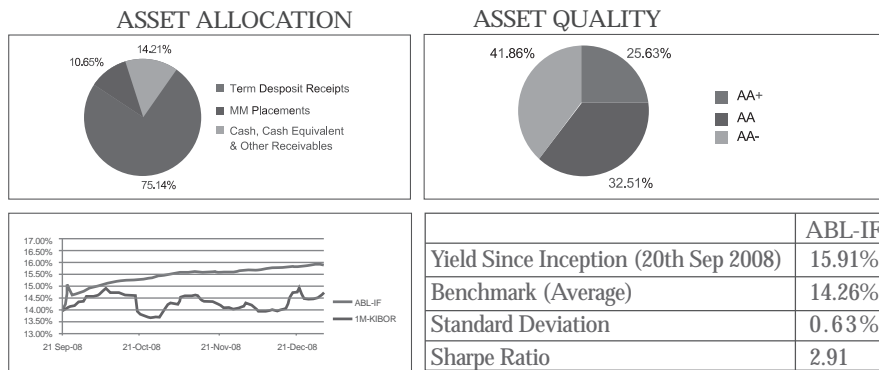 ASSET ALLOCATION
14.21%
10.65%
75.14%
Term Desposit Receipts
MM Placements
Cash, Cash Equivalent
& Other Receivables
ASSET QUALITY
41.86%
25.63%
32.51%
AA+
AA
AA-
17.00%
16.50%
16.00%
15.50%
15.00%
14.50%
14.00%
13.50%
13.00%
21 Sep-08
21-Oct-08
21-Nov-08
21-Dec-08
ABL-IF
1M-KIBOR
ABL-IF
Yield Since Inception (20th Sep 2008) 15.91%
Benchmark (Average) 14.26%
Standard Deviation 0.63%
Sharpe Ratio 2.91